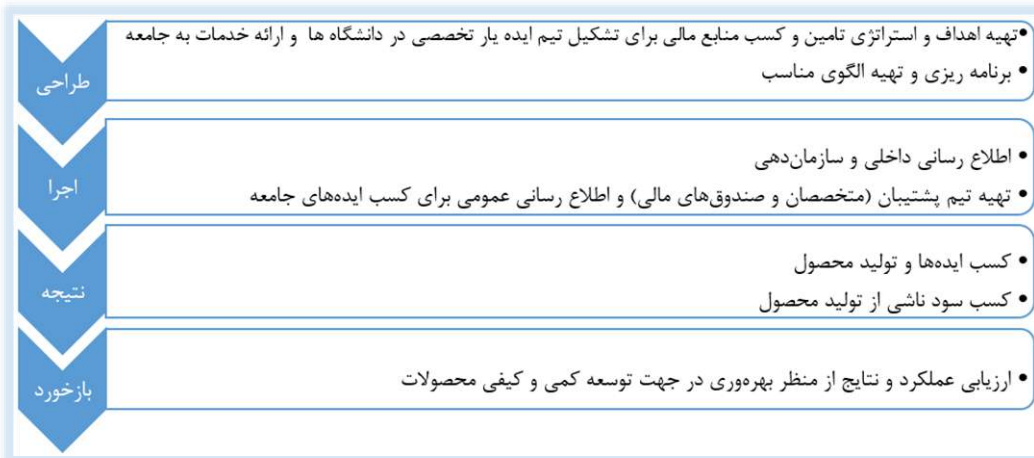 طراحی
•تهیه اهداف و استراتژی تامین و کسب منابع مالی برای تشکیل تیم ایده یار تخصصی در دانشگاه ها و ارائه خدمات به جامعه
• برنامه ریزی و تهیه الگوی مناسب
اجرا
• اطلاع رسانی داخلی و سازمان‌دهی
• تهیه تیم پشتیبان (متخصصان و صندوق‌های مالی) و اطلاع رسانی عمومی برای کسب ایده‌های جامعه
نتیجه
• کسب ایده‌ها و تولید محصول
• کسب سود ناشی از تولید محصول
بازخورد
• ارزیابی عملکرد و نتایج از منظر بهره‌وری در جهت توسعه کمی و کیفی محصولات